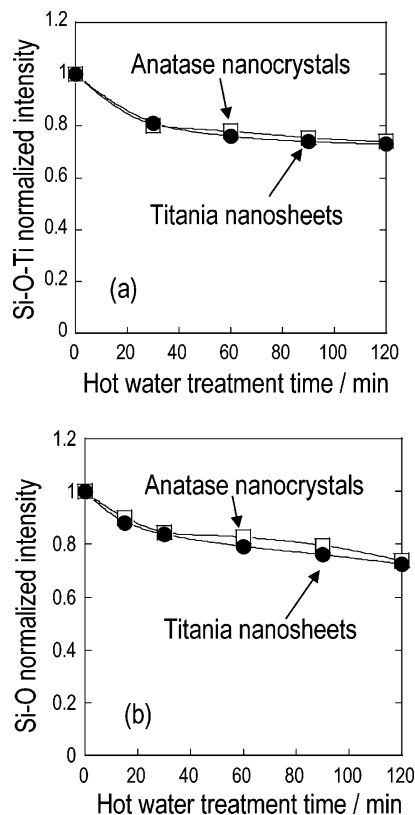 1.2
1
0.8
0.6
0.4
0.2
0
Si-O-Ti normalized intensity
Anatase nanocrystals
Titania nanosheets
(a)
0 20 40 60 80 100 120
Hot water treatment time / min
1.2
1
0.8
0.6
0.4
0.2
0
Si-O normalized intensity
Anatase nanocrystals
Titania nanosheets
(b)
0 20 40 60 80 100 120
Hot water treatment time / min